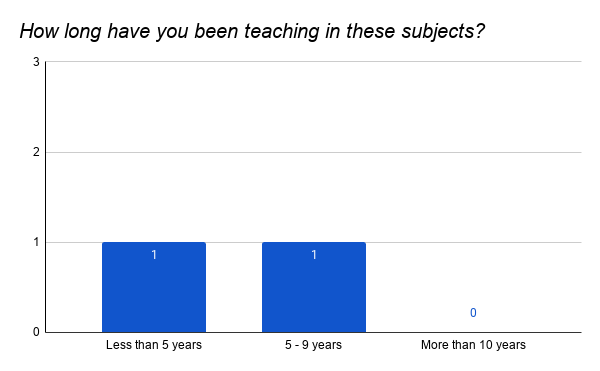 How long have you been teaching in these subjects?
3
2
1
0
1
1
0
Less than 5 years
5 - 9 years
More than 10 years